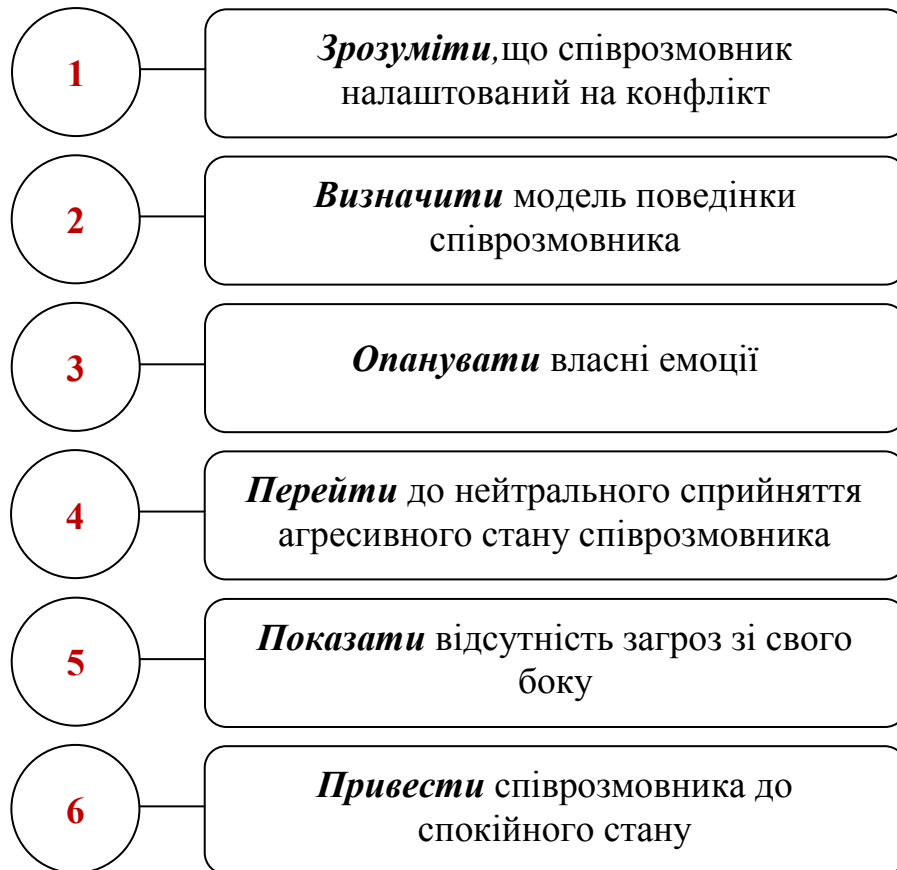 1
Зрозуміти,що співрозмовник
налаштований на конфлікт
2
Визначити модель поведінки
співрозмовника
3
Опанувати власні емоції
4
Перейти до нейтрального сприйняття
агресивного стану співрозмовника
5
Показати відсутність загроз зі свого
боку
6
Привести співрозмовника до
спокійного стану